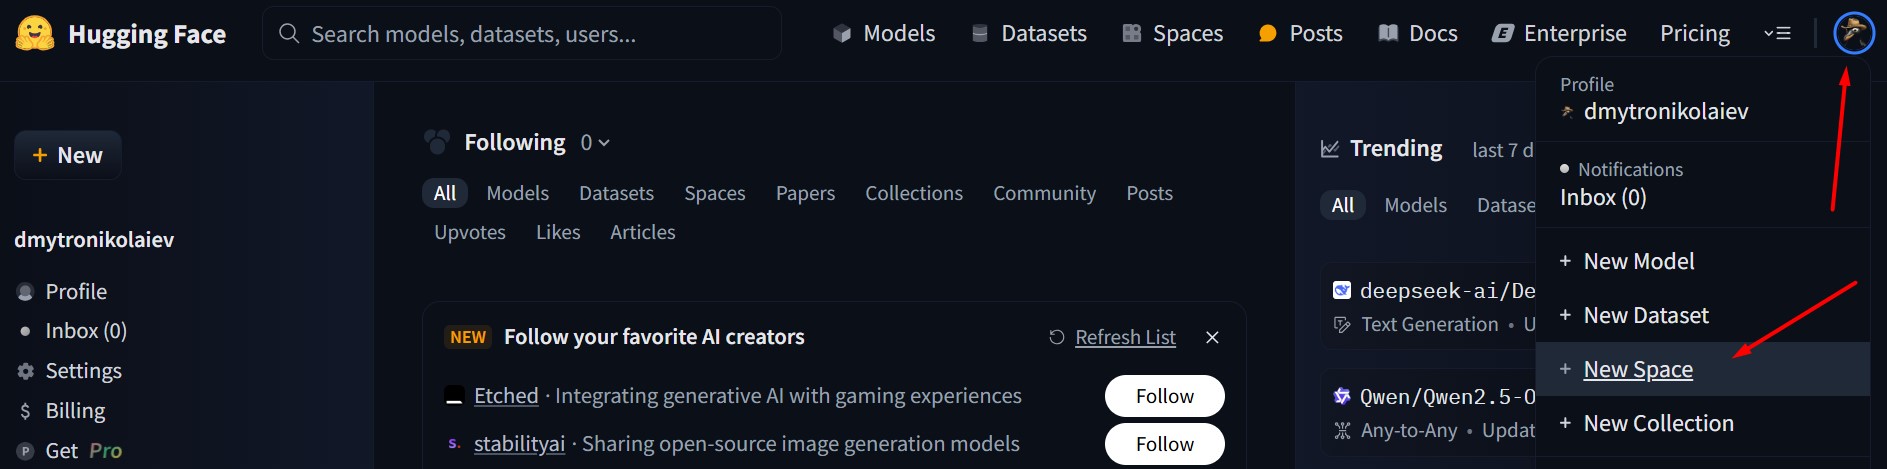 Hugging Face
Search models, datasets, users...
Models
Datasets
Spaces
Posts
Docs
Enterprise
Pricing
+ New
dmytronikolaiev
Profile
Inbox (0)
Settings
$ Billing
P Get Pro
Following 0
All Models Datasets Spaces Papers Collections Community Posts
Upvotes Likes Articles
NEW Follow your favorite AI creators Refresh List
Etched · Integrating generative AI with gaming experiences Follow
s. stabilityai · Sharing open-source image generation models Follow
Trending last 7 d
All Models Datase
deepseek-ai/De
Text Generation • U
Qwen/Qwen2.5-O
Any-to-Any • Updat
Profile
dmytronikolaiev
Notifications
Inbox (0)
+ New Model
+ New Dataset
+ New Space
+ New Collection